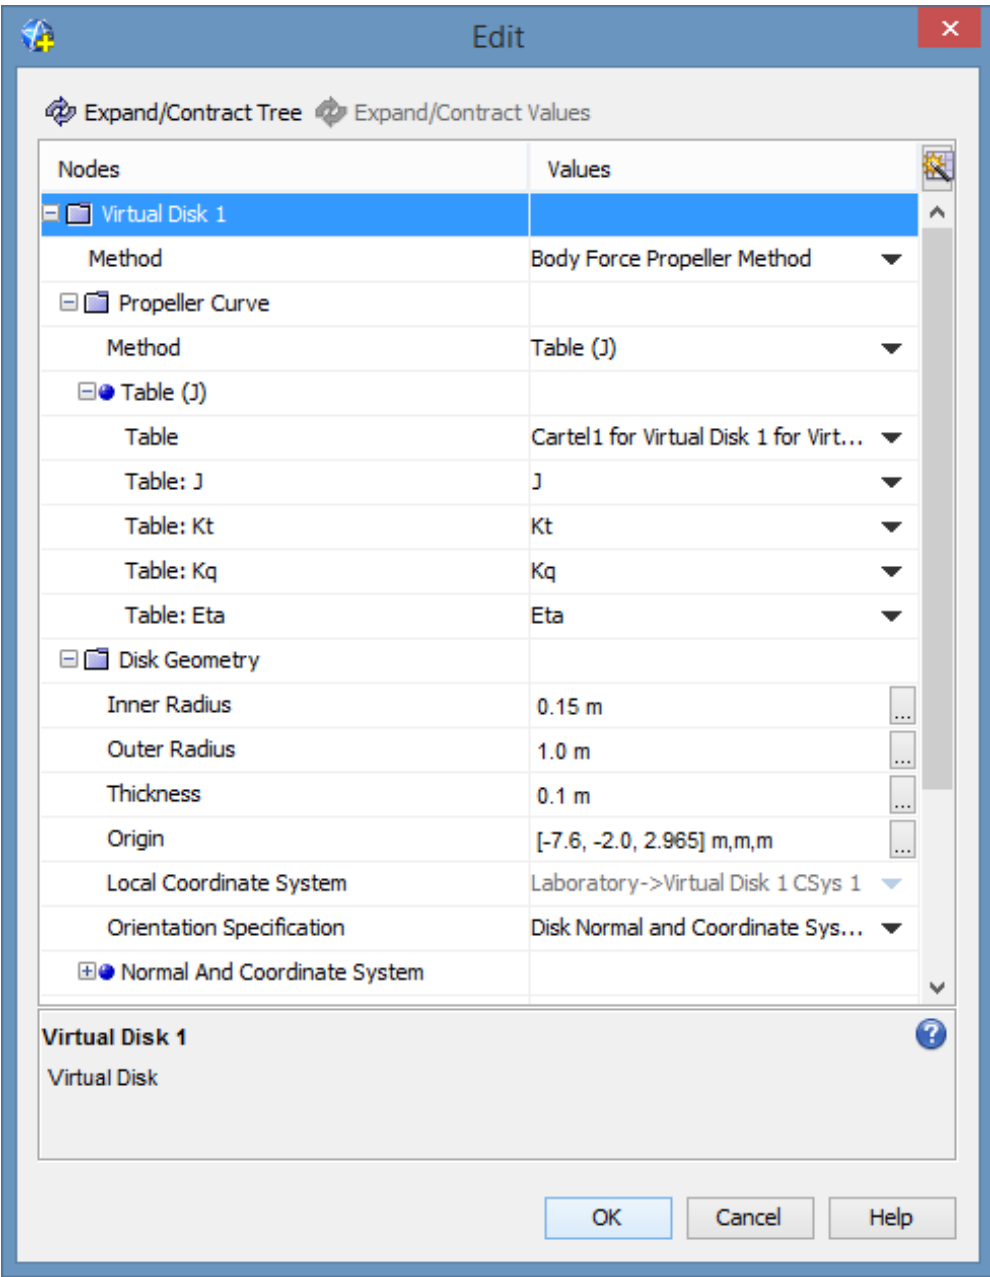 Edit
Expand/Contract Tree Expand/Contract Values
Nodes Values
Virtual Disk 1
Method Body Force Propeller Method
Propeller Curve
Method Table (J)
Table (J)
Table Cartel1 for Virtual Disk 1 for Virt...
Table: J J
Table: Kt Kt
Table: Kq Kq
Table: Eta Eta
Disk Geometry
Inner Radius 0.15 m ...
Outer Radius 1.0 m ...
Thickness 0.1 m ...
Origin [-7.6, -2.0, 2.965] m,m,m ...
Local Coordinate System Laboratory->Virtual Disk 1 CSys 1
Orientation Specification Disk Normal and Coordinate Sys...
Normal And Coordinate System
Virtual Disk 1
Virtual Disk
OK Cancel Help